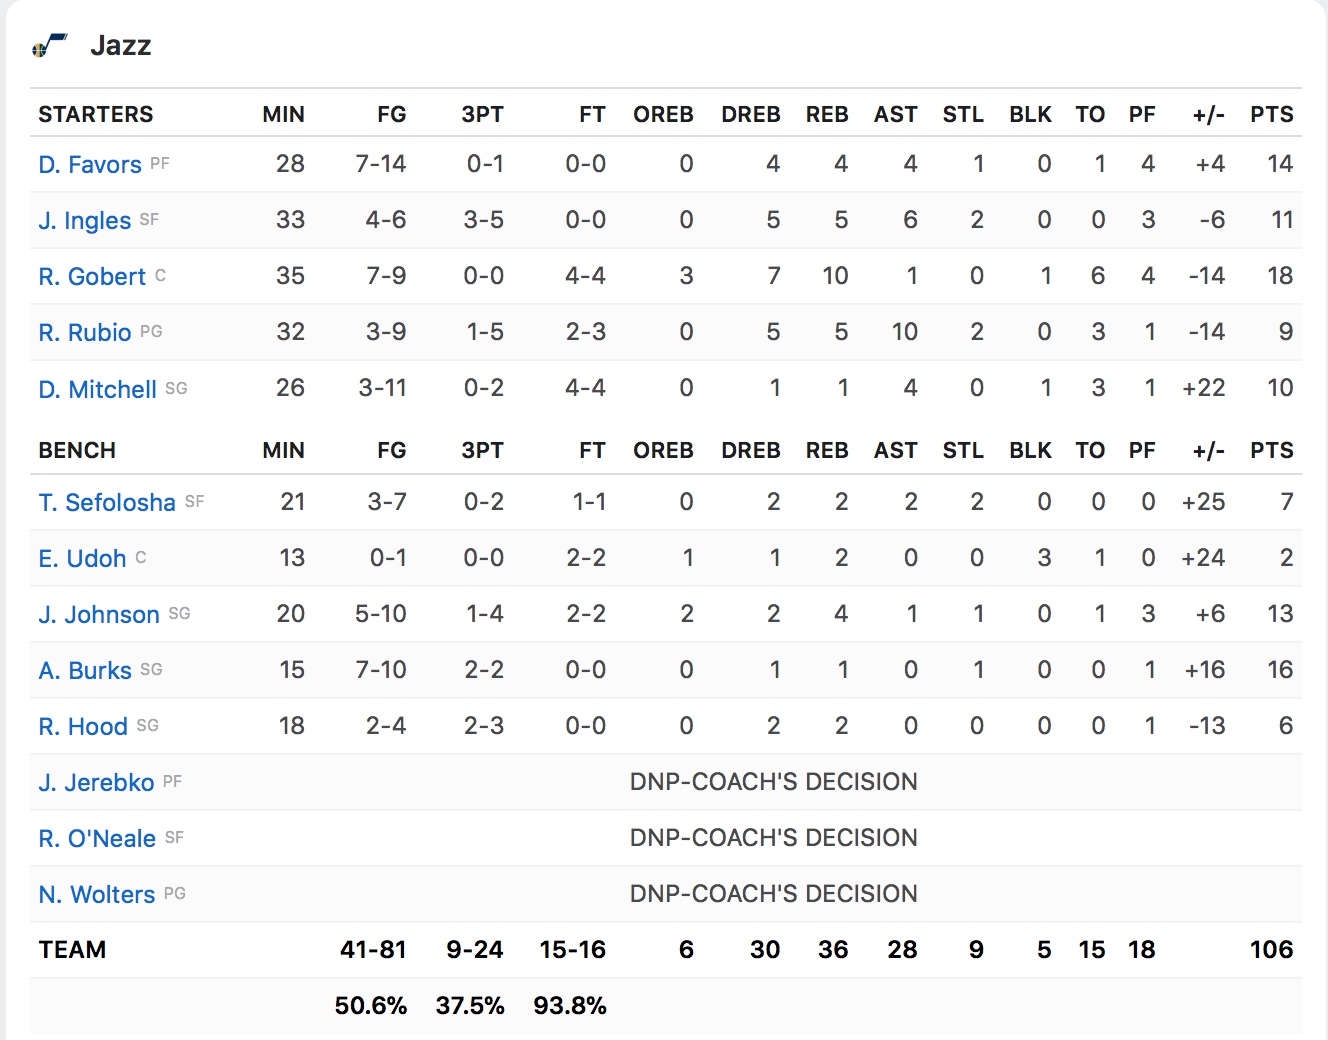 Jazz
STARTERS MIN FG 3PT FT OREB DREB REB AST STL BLK TO PF +/- PTS
D. Favors PF 28 7-14 0-1 0-0 0 4 4 4 1 0 1 4 +4 14
J. Ingles SF 33 4-6 3-5 0-0 0 5 5 6 2 0 0 3 -6 11
R. Gobert C 35 7-9 0-0 4-4 3 7 10 1 0 1 6 4 -14 18
R. Rubio PG 32 3-9 1-5 2-3 0 5 5 10 2 0 3 1 -14 9
D. Mitchell SG 26 3-11 0-2 4-4 0 1 1 4 0 1 3 1 +22 10
BENCH MIN FG 3PT FT OREB DREB REB AST STL BLK TO PF +/- PTS
T. Sefolosha SF 21 3-7 0-2 1-1 0 2 2 2 2 0 0 0 +25 7
E. Udoh C 13 0-1 0-0 2-2 1 1 2 0 0 3 1 0 +24 2
J. Johnson SG 20 5-10 1-4 2-2 2 2 4 1 1 0 1 3 +6 13
A. Burks SG 15 7-10 2-2 0-0 0 1 1 0 1 0 0 1 +16 16
R. Hood SG 18 2-4 2-3 0-0 0 2 2 0 0 0 0 1 -13 6
J. Jerebko PF DNP-COACH'S DECISION
R. O'Neale SF DNP-COACH'S DECISION
N. Wolters PG DNP-COACH'S DECISION
TEAM 41-81 9-24 15-16 6 30 36 28 9 5 15 18 106
50.6% 37.5% 93.8%